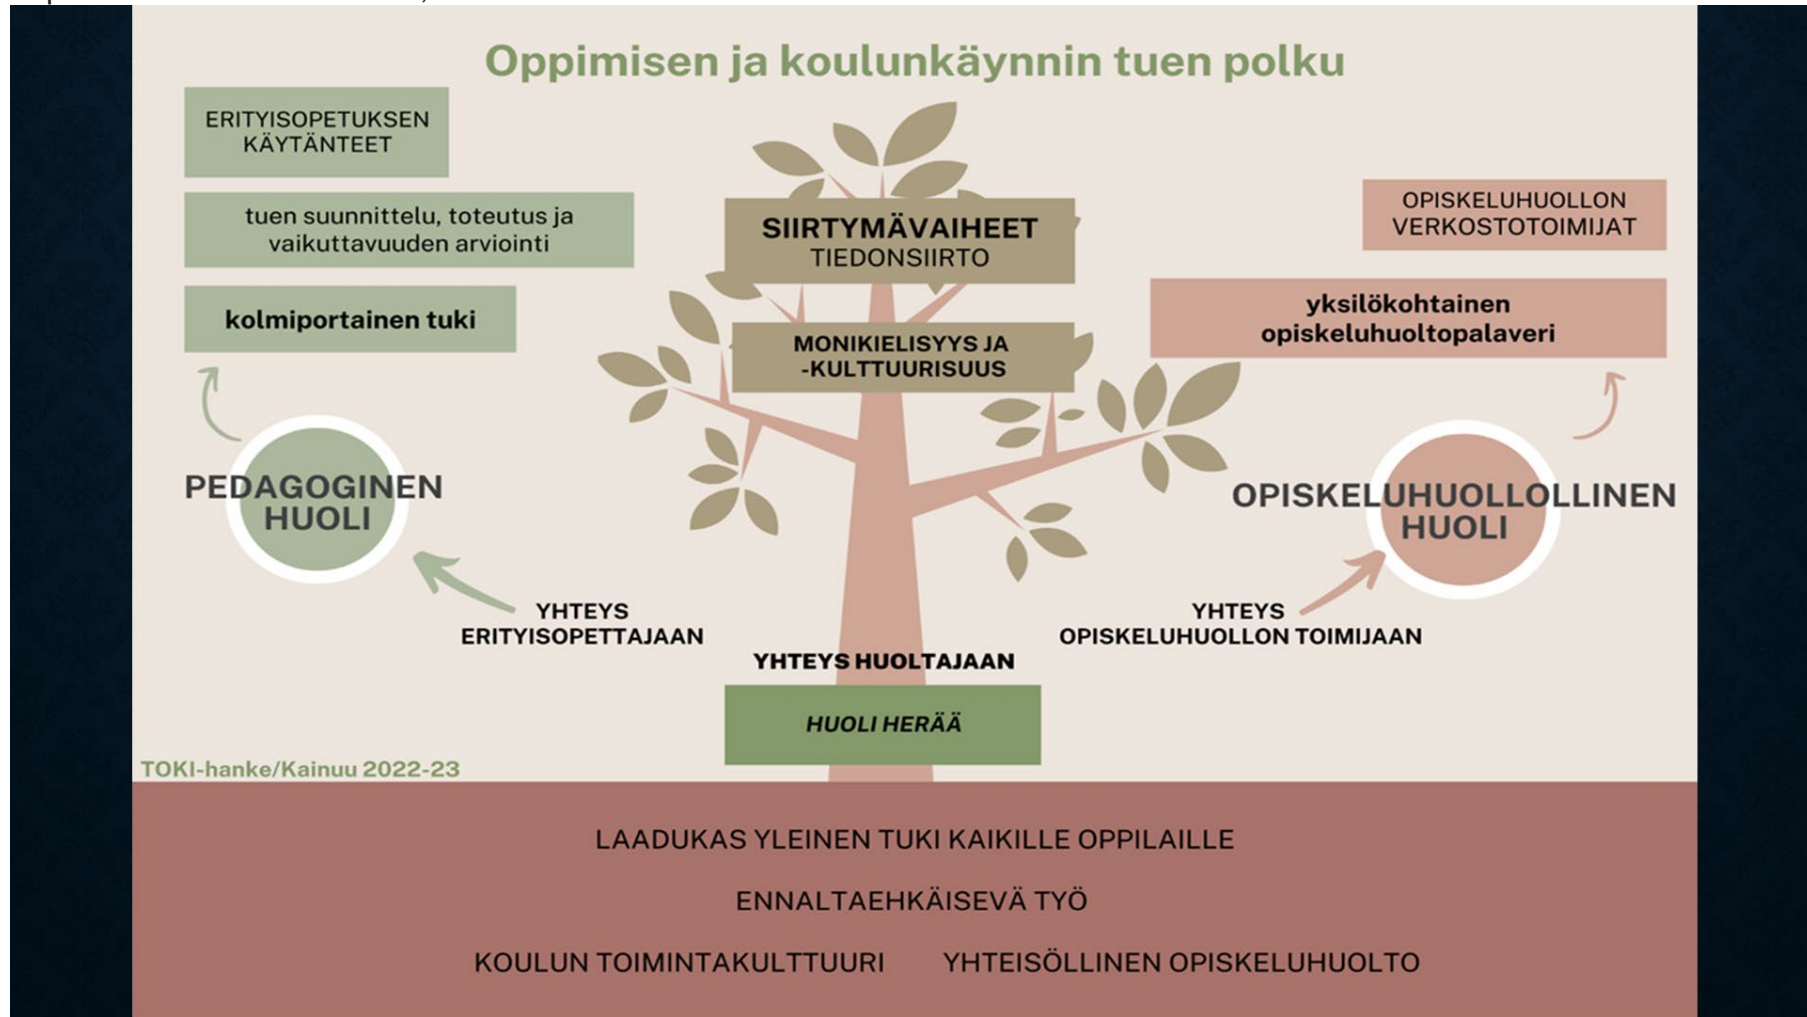 Oppimisen ja koulunkäynnin tuen polku
ERITYISOPETUKSEN
KÄYTÄNTEET
tuen suunnittelu, toteutus ja
vaikuttavuuden arviointi
kolmiportainen tuki
PEDAGOGINEN
HUOLI
YHTEYS
ERITYISOPETTAJAAN
SIIRTYMÄVAIHEET
TIEDONSIIRTO
MONIKIELISYYS JA
-KULTTUURISUUS
OPISKELUHUOLLON
VERKOSTOTOIMIJAT
yksilökohtainen
opiskeluhuoltopalaveri
OPISKELUHUOLLOLLINEN
HUOLI
YHTEYS
OPISKELUHUOLLON TOIMIJAAN
YHTEYS HUOLTAJAAN
HUOLI HERÄÄ
TOKI-hanke/Kainuu 2022-23
LAADUKAS YLEINEN TUKI KAIKILLE OPPILAILLE
ENNALTAEHKÄISEVÄ TYÖ
KOULUN TOIMINTAKULTTUURI YHTEISÖLLINEN OPISKELUHUOLTO